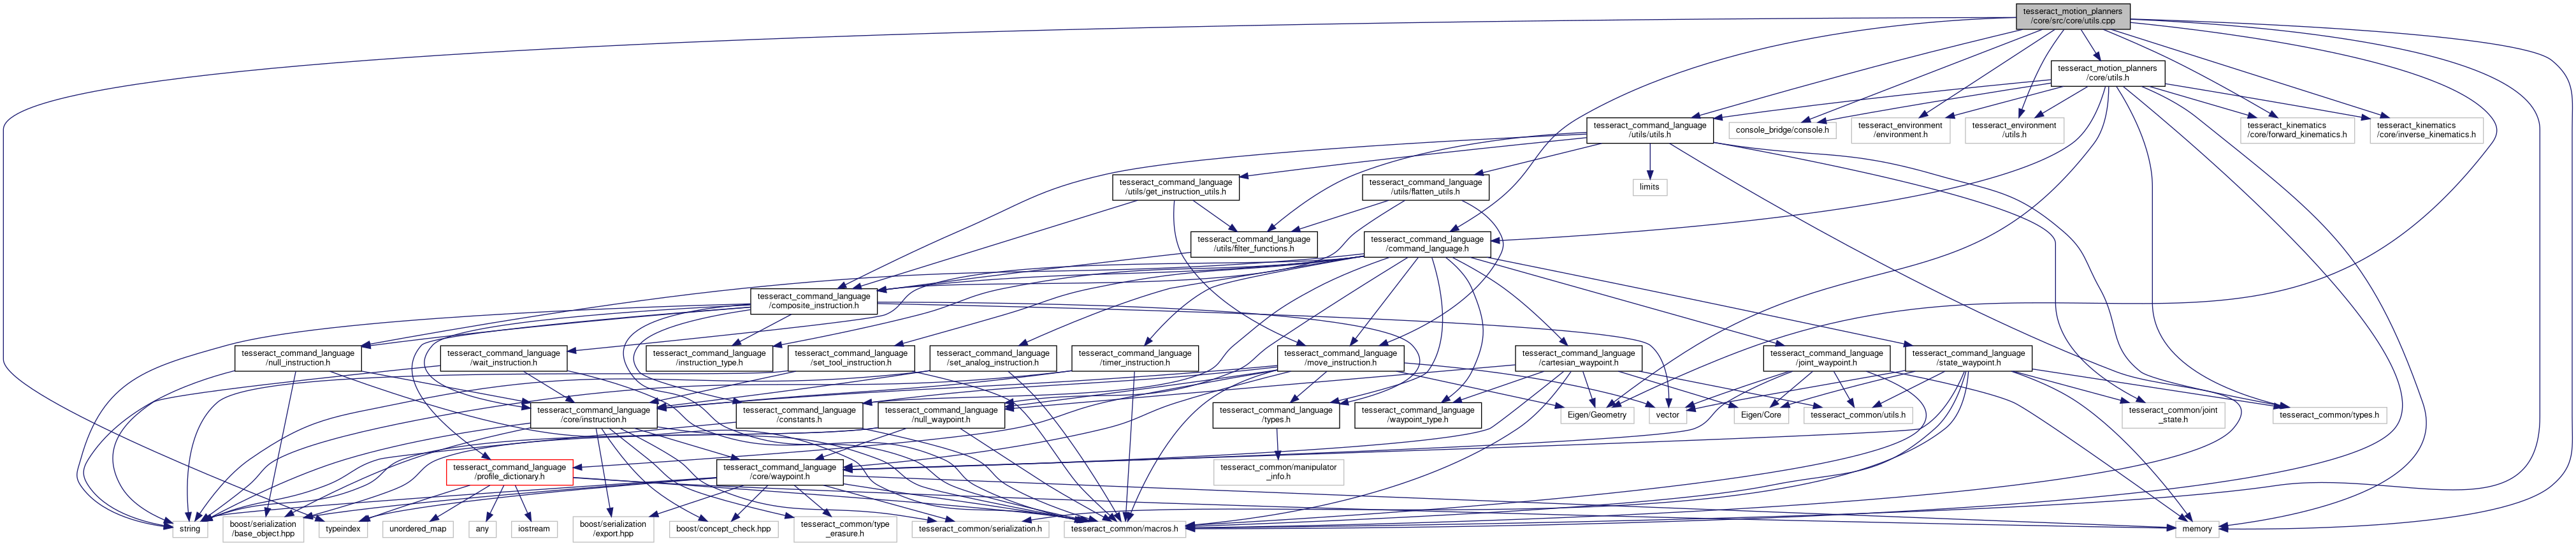 tesseract_motion_planners
/core/src/core/utils.cpp
tesseract_motion_planners
/core/utils.h
tesseract_command_language
/utils/utils.h
console_bridge/console.h
tesseract_environment
/environment.h
tesseract_environment
/utils.h
tesseract_kinematics
/core/forward_kinematics.h
tesseract_kinematics
/core/inverse_kinematics.h
tesseract_command_language
/utils/get_instruction_utils.h
tesseract_command_language
/utils/flatten_utils.h
limits
tesseract_command_language
/utils/filter_functions.h
tesseract_command_language
/command_language.h
tesseract_command_language
/composite_instruction.h
tesseract_command_language
/null_instruction.h
tesseract_command_language
/wait_instruction.h
tesseract_command_language
/instruction_type.h
tesseract_command_language
/set_tool_instruction.h
tesseract_command_language
/set_analog_instruction.h
tesseract_command_language
/timer_instruction.h
tesseract_command_language
/move_instruction.h
tesseract_command_language
/cartesian_waypoint.h
tesseract_command_language
/joint_waypoint.h
tesseract_command_language
/state_waypoint.h
tesseract_command_language
/core/instruction.h
tesseract_command_language
/constants.h
tesseract_command_language
/null_waypoint.h
tesseract_command_language
/types.h
tesseract_command_language
/waypoint_type.h
Eigen/Geometry
vector
Eigen/Core
tesseract_common/utils.h
tesseract_common/joint
_state.h
tesseract_common/types.h
tesseract_command_language
/profile_dictionary.h
tesseract_command_language
/core/waypoint.h
tesseract_common/manipulator
_info.h
string
boost/serialization
/base_object.hpp
typeindex
unordered_map
any
iostream
boost/serialization
/export.hpp
boost/concept_check.hpp
tesseract_common/type
_erasure.h
tesseract_common/serialization.h
tesseract_common/macros.h
memory